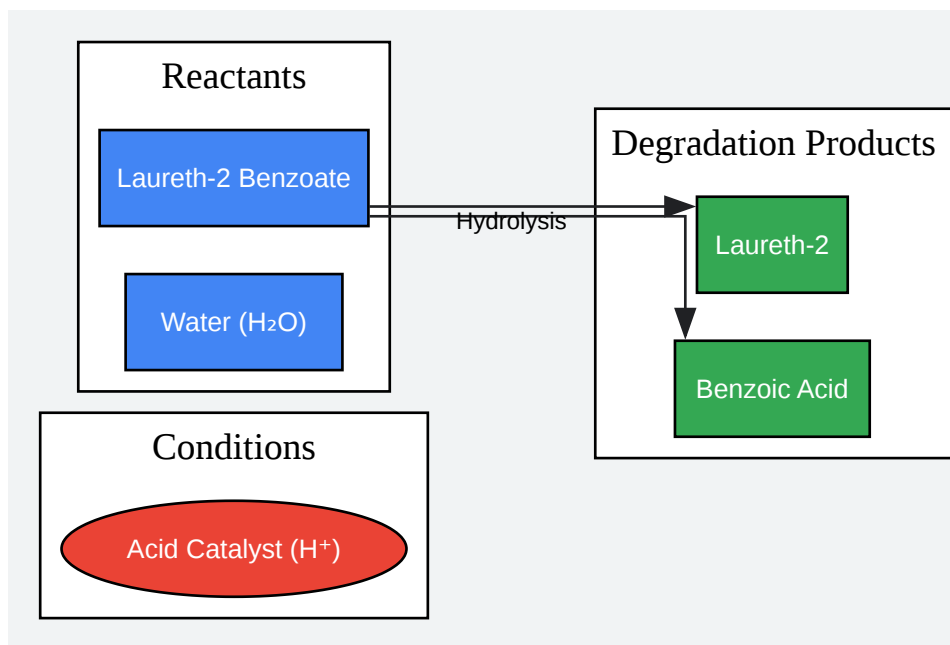 Reactants
Laureth-2 Benzoate
Water (H₂O)
Hydrolysis
Degradation Products
Laureth-2
Benzoic Acid
Conditions
Acid Catalyst (H⁺)